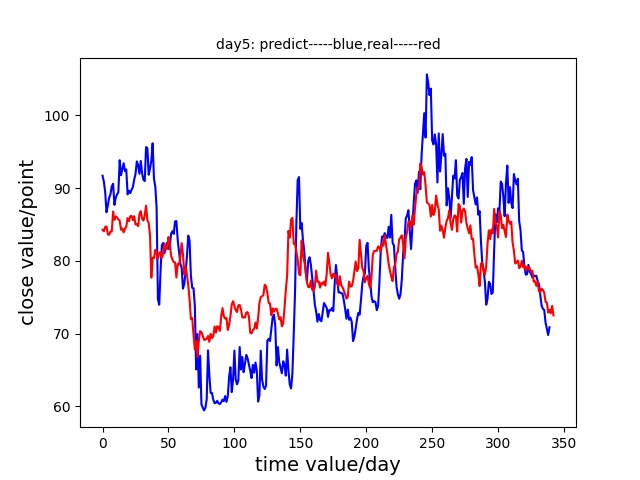 day5: predict-----blue,real-----red
close value/point
100
90
80
70
60
0 50 100 150 200 250 300 350
time value/day